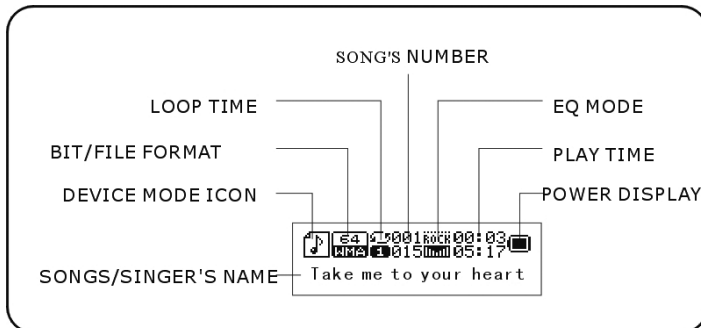 SONG'S NUMBER
LOOP TIME
EQ MODE
BIT/FILE FORMAT
PLAY TIME
DEVICE MODE ICON
POWER DISPLAY
64 001 ROCK 00:03
WMA 1 015 05:17
SONGS/SINGER'S NAME
Take me to your heart